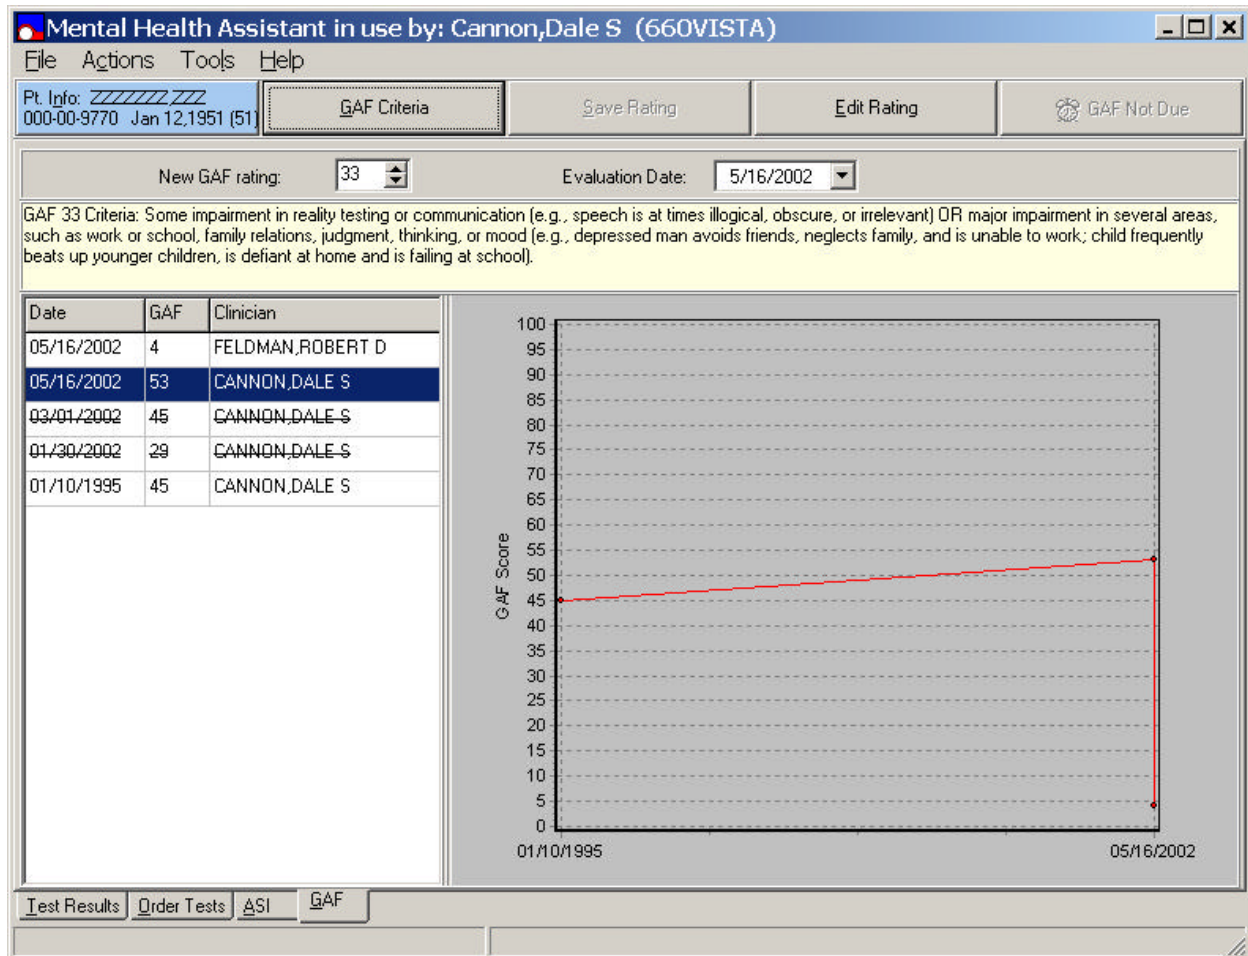 Mental Health Assistant in use by: Cannon,Dale S (660VISTA)
File Actions Tools Help
Pt. Info: ZZZZZZZ,ZZZ
000-00-9770 Jan 12,1951 (51)
GAF Criteria
Save Rating
Edit Rating
GAF Not Due
New GAF rating: 33 Evaluation Date: 5/16/2002
GAF 33 Criteria: Some impairment in reality testing or communication (e.g., speech is at times illogical, obscure, or irrelevant) OR major impairment in several areas,
such as work or school, family relations, judgment, thinking, or mood (e.g., depressed man avoids friends, neglects family, and is unable to work; child frequently
beats up younger children, is defiant at home and is failing at school).
Date GAF Clinician
05/16/2002 4 FELDMAN,ROBERT D
05/16/2002 53 CANNON,DALE S
03/01/2002 45 CANNON,DALE S
01/30/2002 29 CANNON,DALE S
01/10/1995 45 CANNON,DALE S
100
95
90
85
80
75
70
65
60
55
50
45
40
35
30
25
20
15
10
5
0
GAF Score
01/10/1995 05/16/2002
Test Results Order Tests ASI GAF